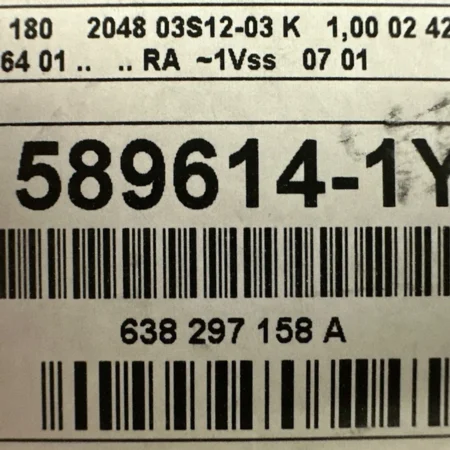 180 2048 03S12-03 K 1,00 02 42
64 01 .. .. RA ~1Vss 07 01
589614-1Y
638 297 158 A